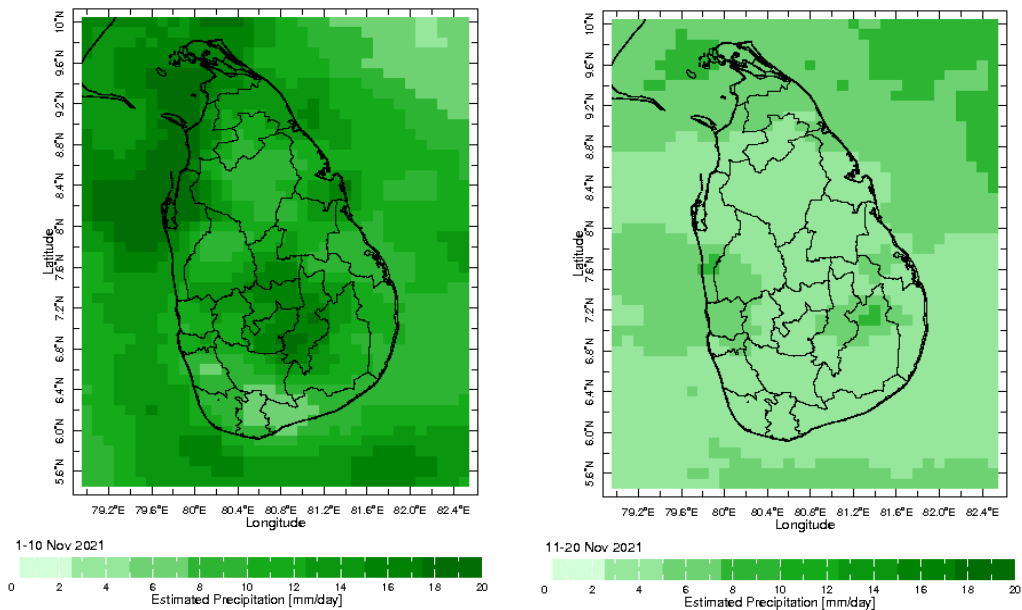 10°N
9.6°N
9.2°N
8.8°N
8.4°N
8°N
7.6°N
7.2°N
6.8°N
6.4°N
6.0°N
5.6°N
Latitude
79.2°E 79.6°E 80°E 80.4°E 80.8°E 81.2°E 81.6°E 82.0°E 82.4°E
Longitude
1-10 Nov 2021
0 2 4 6 8 10 12 14 16 18 20
Estimated Precipitation [mm/day]
10°N
9.6°N
9.2°N
8.8°N
8.4°N
8°N
7.6°N
7.2°N
6.8°N
6.4°N
6.0°N
5.6°N
Latitude
79.2°E 79.6°E 80°E 80.4°E 80.8°E 81.2°E 81.6°E 82.0°E 82.4°E
Longitude
11-20 Nov 2021
0 2 4 6 8 10 12 14 16 18 20
Estimated Precipitation [mm/day]